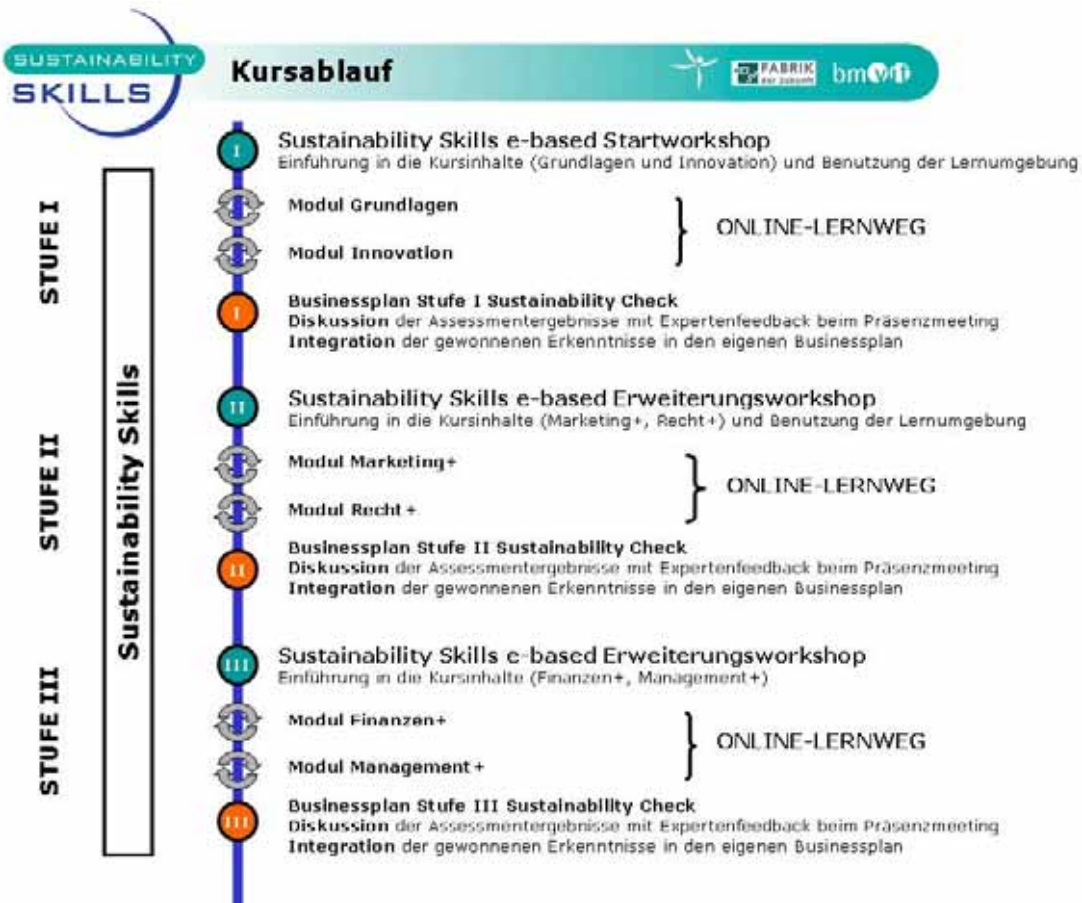 SUSTAINABILITY
SKILLS
Kursablauf
FABRIK
der Zukunft
bmvit
STUFE I
STUFE II
STUFE III
Sustainability Skills
I
Sustainability Skills e-based Startworkshop
Einführung in die Kursinhalte (Grundlagen und Innovation) und Benutzung der Lernumgebung
Modul Grundlagen
Modul Innovation
ONLINE-LERNWEG
I
Businessplan Stufe I Sustainability Check
Diskussion der Assessmentergebnisse mit Expertenfeedback beim Präsenzmeeting
Integration der gewonnenen Erkenntnisse in den eigenen Businessplan
II
Sustainability Skills e-based Erweiterungsworkshop
Einführung in die Kursinhalte (Marketing+, Recht+) und Benutzung der Lernumgebung
Modul Marketing+
Modul Recht+
ONLINE-LERNWEG
II
Businessplan Stufe II Sustainability Check
Diskussion der Assessmentergebnisse mit Expertenfeedback beim Präsenzmeeting
Integration der gewonnenen Erkenntnisse in den eigenen Businessplan
III
Sustainability Skills e-based Erweiterungsworkshop
Einführung in die Kursinhalte (Finanzen+, Management+)
Modul Finanzen+
Modul Management+
ONLINE-LERNWEG
III
Businessplan Stufe III Sustainability Check
Diskussion der Assessmentergebnisse mit Expertenfeedback beim Präsenzmeeting
Integration der gewonnenen Erkenntnisse in den eigenen Businessplan